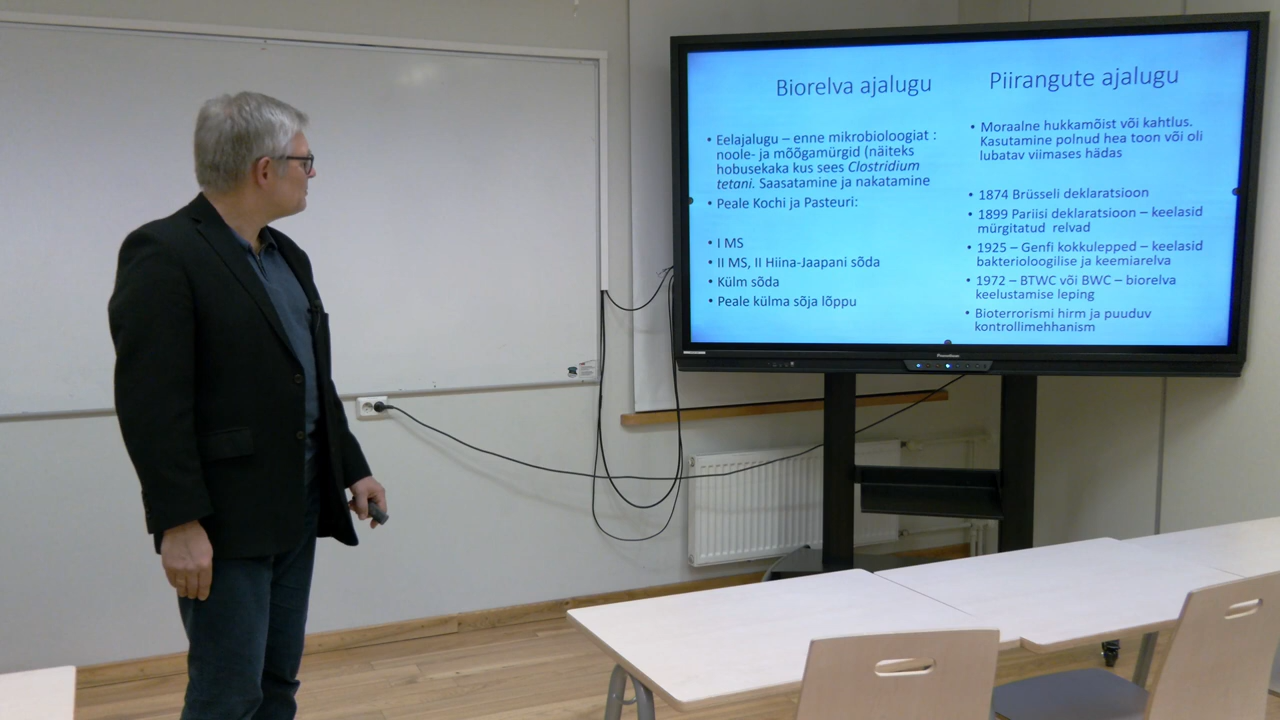 Biorelva ajalugu
• Eelajalugu – enne mikrobioloogiat :
noole- ja mõõgamürgid (näiteks
hobusekaka kus sees Clostridium
tetani. Saasatamine ja nakatamine
• Peale Kochi ja Pasteuri:
• I MS
• II MS, II Hiina-Jaapani sõda
• Külm sõda
• Peale külma sõja lõppu
Piirangute ajalugu
• Moraalne hukkamõist või kahtlus.
Kasutamine polnud hea toon või oli
lubatav viimases hädas
• 1874 Brüsseli deklaratsioon
• 1899 Pariisi deklaratsioon – keelasid
mürgitatud relvad
• 1925 – Genfi kokkulepped – keelasid
bakterioloogilise ja keemiarelva
• 1972 – BTWC või BWC – biorelva
keelustamise leping
• Bioterrorismi hirm ja puuduv
kontrollimehhanism
Promethean